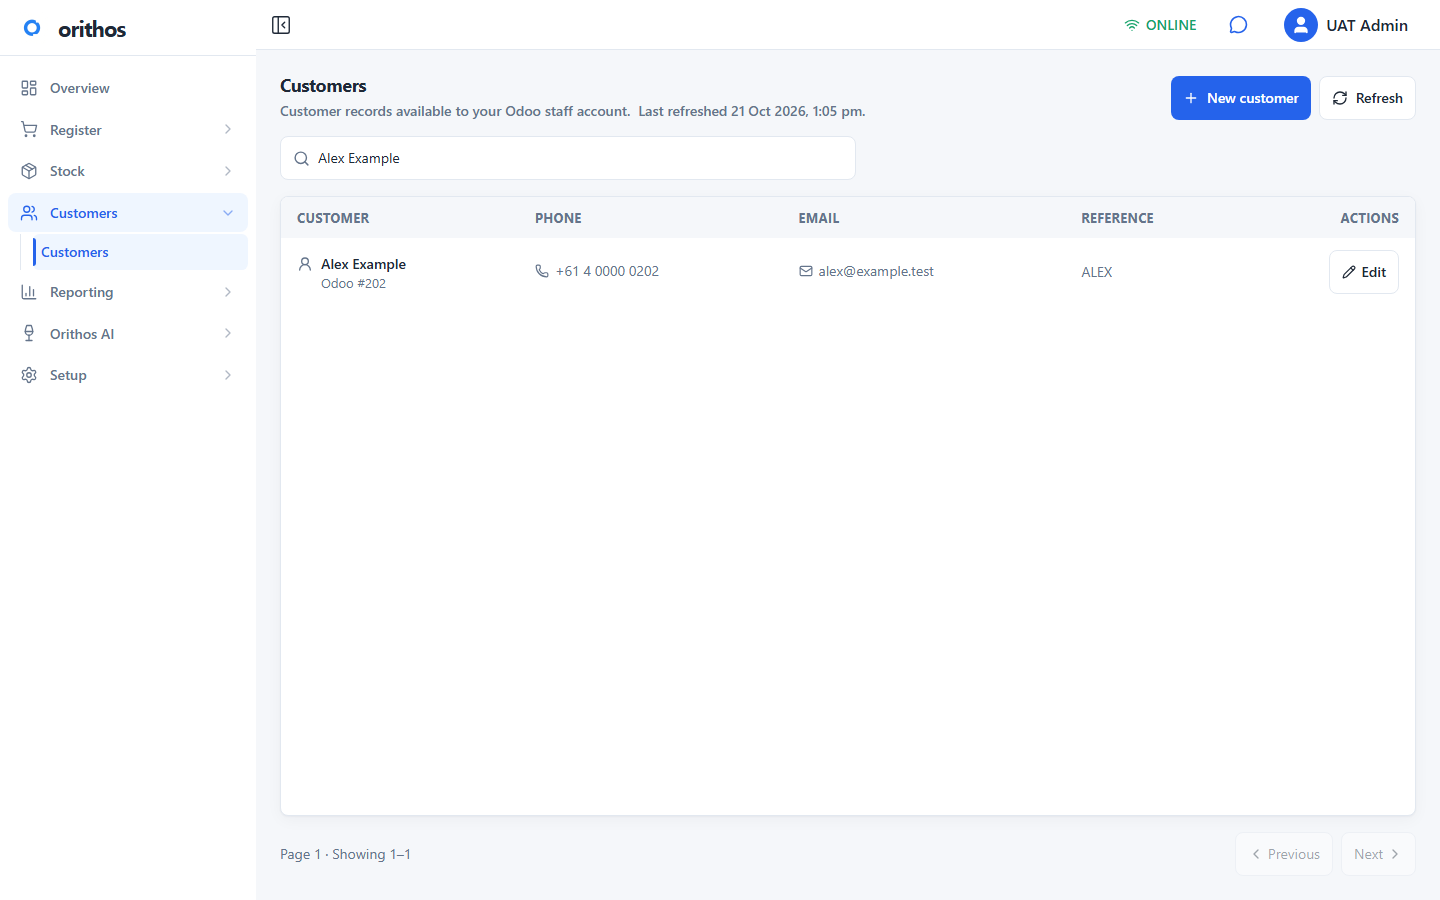 orithos
ONLINE
UAT Admin
Overview
Register
Stock
Customers
Customers
Reporting
Orithos AI
Setup
Customers
Customer records available to your Odoo staff account. Last refreshed 21 Oct 2026, 1:05 pm.
New customer
Refresh
Alex Example
CUSTOMER PHONE EMAIL REFERENCE ACTIONS
Alex Example +61 4 0000 0202 alex@example.test ALEX Edit
Odoo #202
Page 1 · Showing 1–1
Previous
Next